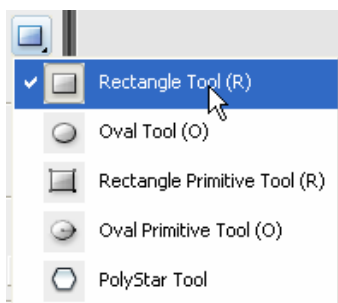 Rectangle Tool (R)
Oval Tool (O)
Rectangle Primitive Tool (R)
Oval Primitive Tool (O)
PolyStar Tool